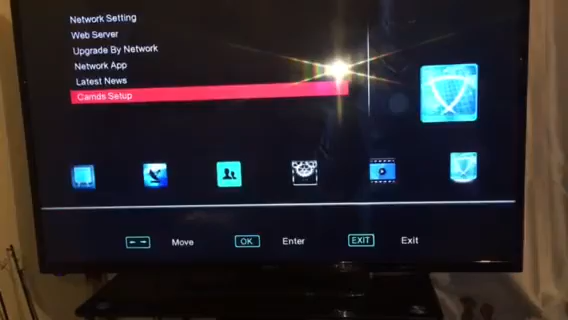 Network Setting
Web Server
Upgrade By Network
Network App
Latest News
Camds Setup
Move
OK
Enter
EXIT
Exit